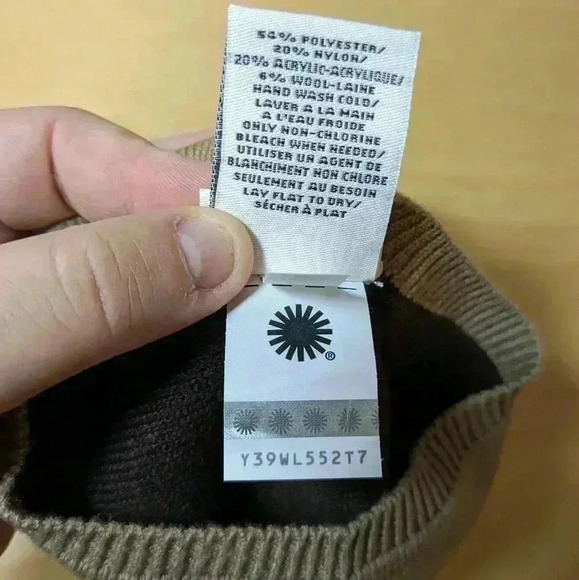 54% POLYESTER/
20% NYLON/
20% ACRYLIC-ACRYLIQUE/
6% WOOL-LAINE
HAND WASH COLD/
LAVER A LA MAIN
A L'EAU FROIDE
ONLY NON-CHLORINE
BLEACH WHEN NEEDED/
UTILISER UN AGENT DE
BLANCHIMENT NON CHLORE
SEULEMENT AU BESOIN
LAY FLAT TO DRY/
SÉCHER À PLAT
®
Y39WL552T7